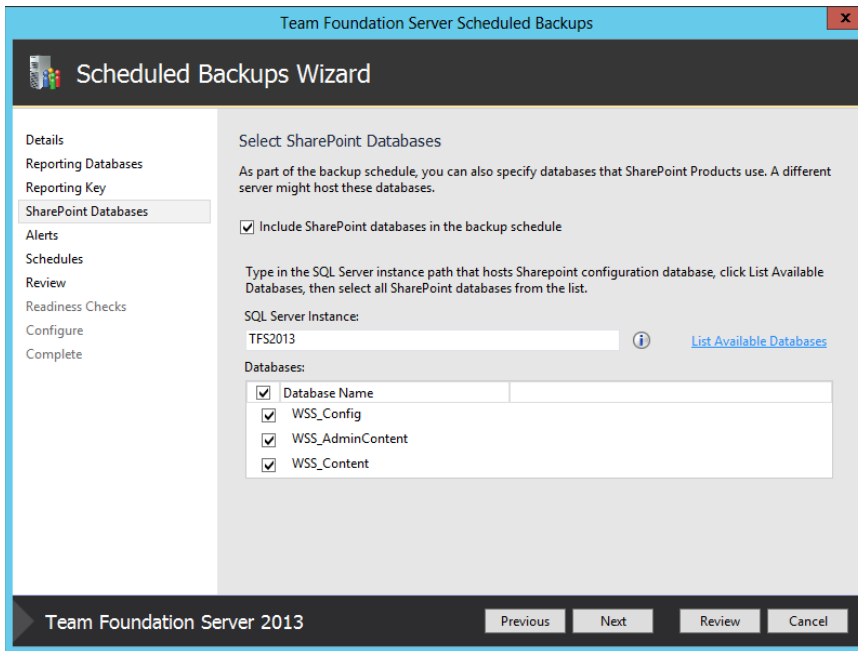 Team Foundation Server Scheduled Backups
x
Scheduled Backups Wizard
Details
Reporting Databases
Reporting Key
SharePoint Databases
Alerts
Schedules
Review
Readiness Checks
Configure
Complete
Select SharePoint Databases
As part of the backup schedule, you can also specify databases that SharePoint Products use. A different
server might host these databases.
Include SharePoint databases in the backup schedule
Type in the SQL Server instance path that hosts Sharepoint configuration database, click List Available
Databases, then select all SharePoint databases from the list.
SQL Server Instance:
TFS2013
List Available Databases
Databases:
Database Name
WSS_Config
WSS_AdminContent
WSS_Content
Team Foundation Server 2013
Previous
Next
Review
Cancel